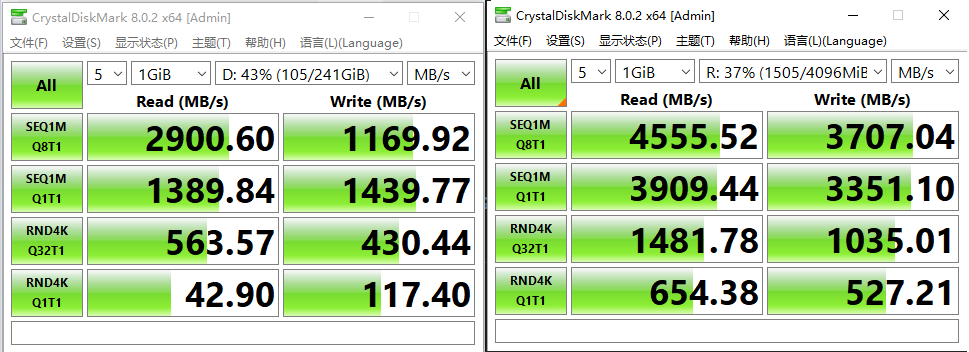 CrystalDiskMark 8.0.2 x64 [Admin]
文件(F) 设置(S) 显示状态(P) 主题(T) 帮助(H) 语言(L)(Language)
All 5 1GiB D: 43% (105/241GiB) MB/s
Read (MB/s) Write (MB/s)
SEQ1M
Q8T1 2900.60 1169.92
SEQ1M
Q1T1 1389.84 1439.77
RND4K
Q32T1 563.57 430.44
RND4K
Q1T1 42.90 117.40
CrystalDiskMark 8.0.2 x64 [Admin]
文件(F) 设置(S) 显示状态(P) 主题(T) 帮助(H) 语言(L)(Language)
All 5 1GiB R: 37% (1505/4096MiB MB/s
Read (MB/s) Write (MB/s)
SEQ1M
Q8T1 4555.52 3707.04
SEQ1M
Q1T1 3909.44 3351.10
RND4K
Q32T1 1481.78 1035.01
RND4K
Q1T1 654.38 527.21